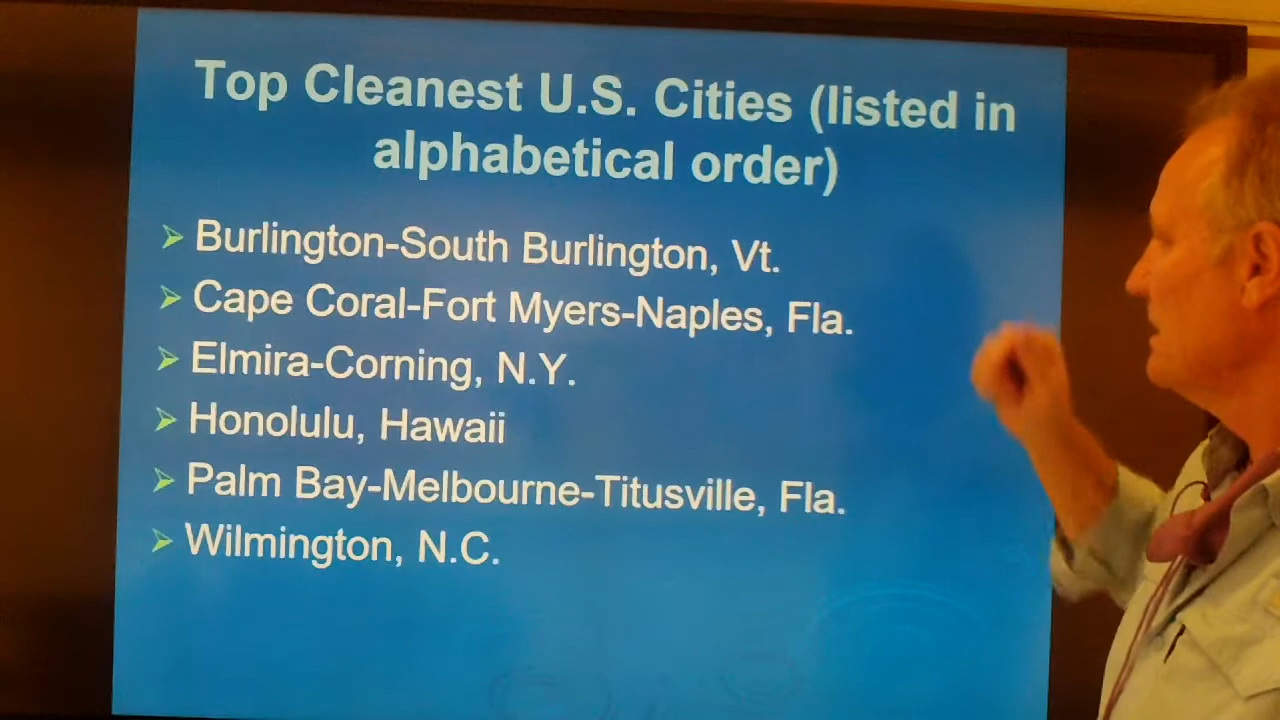 Top Cleanest U.S. Cities (listed in
alphabetical order)
Burlington-South Burlington, Vt.
Cape Coral-Fort Myers-Naples, Fla.
Elmira-Corning, N.Y.
Honolulu, Hawaii
Palm Bay-Melbourne-Titusville, Fla.
Wilmington, N.C.